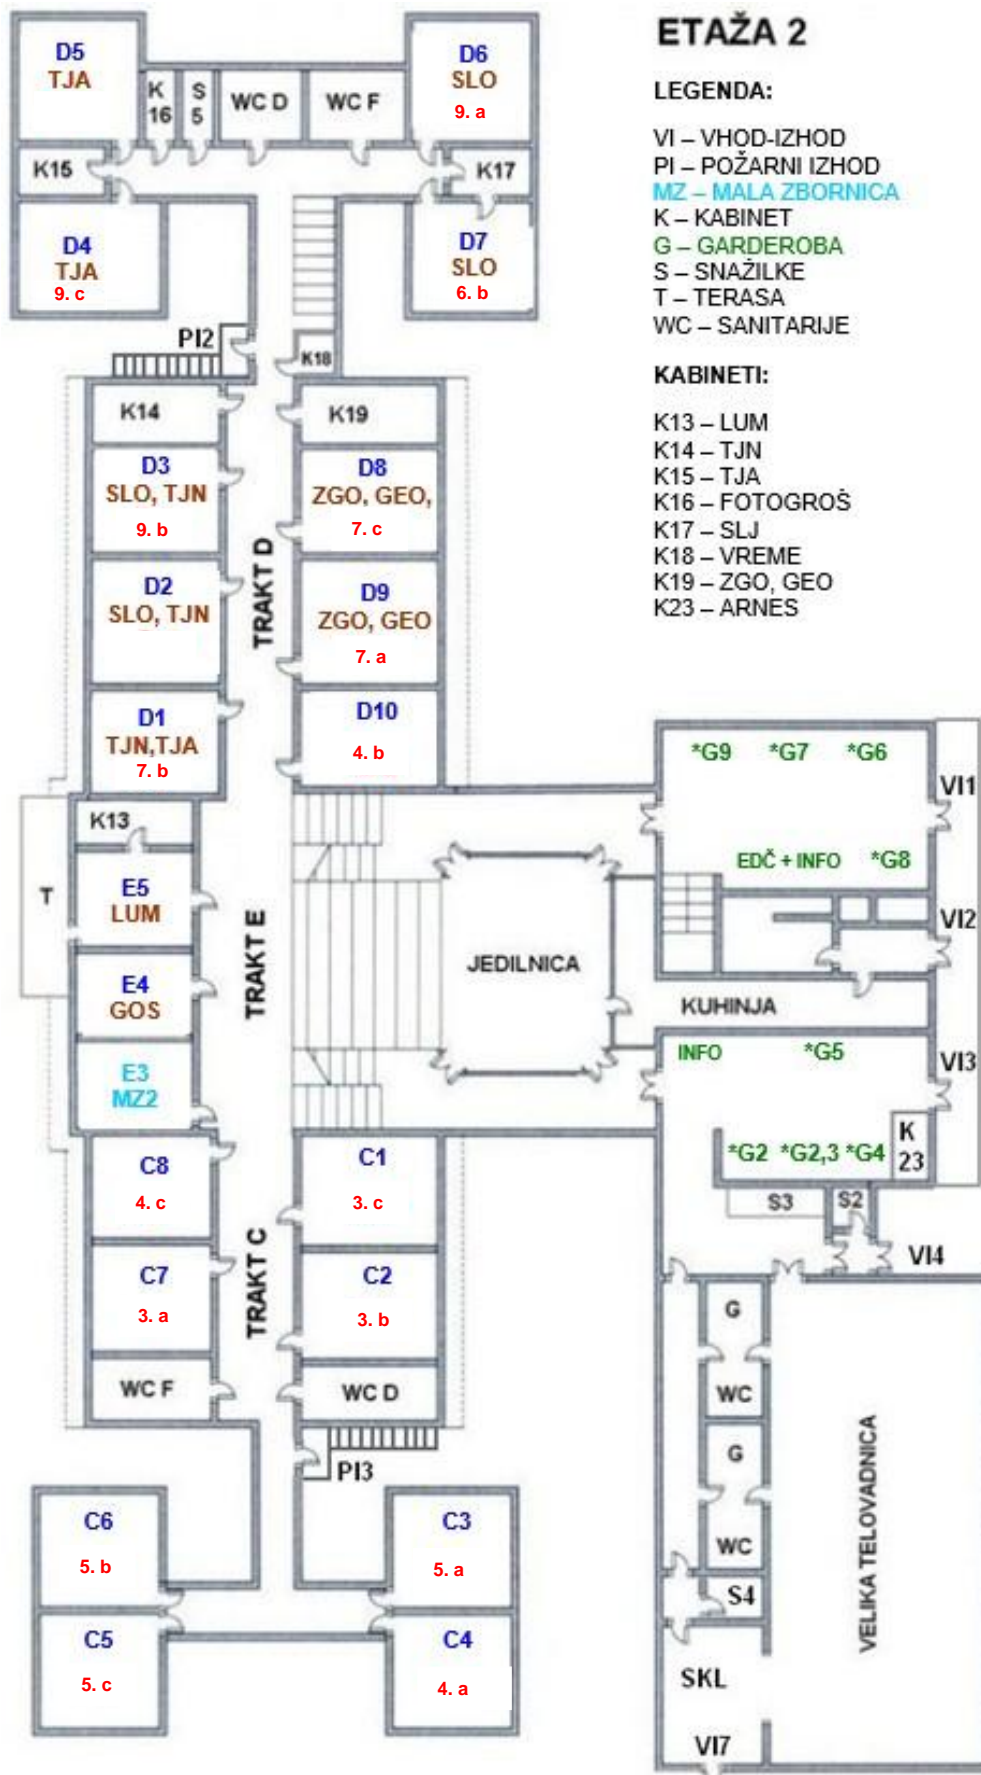 ETAŽA 2
LEGENDA:
VI – VHOD-IZHOD
PI – POŽARNI IZHOD
MZ – MALA ZBORNICA
K – KABINET
G – GARDEROBA
S – SNAŽILKE
T – TERASA
WC – SANITARIJE
KABINETI:
K13 – LUM
K14 – TJN
K15 – TJA
K16 – FOTOGROŠ
K17 – SLJ
K18 – VREME
K19 – ZGO, GEO
K23 – ARNES
D5
TJA
K
16
S
5
WC D
WC F
D6
SLO
9. a
K15
K17
D4
TJA
9. c
D7
SLO
6. b
PI2
K18
K14
K19
D3
SLO, TJN
9. b
D8
ZGO, GEO,
7. c
TRAKT D
D2
SLO, TJN
D9
ZGO, GEO
7. a
D1
TJN,TJA
7. b
D10
4. b
K13
T
E5
LUM
E4
GOS
E3
MZ2
TRAKT E
JEDILNICA
*G9 *G7 *G6
VI1
EDČ + INFO *G8
VI2
KUHINJA
INFO *G5
VI3
*G2 *G2,3 *G4
K
23
S3
S2
VI4
C8
4. c
C1
3. c
TRAKT C
C7
3. a
C2
3. b
WC F
WC D
PI3
C6
5. b
C3
5. a
C5
5. c
C4
4. a
G
WC
G
WC
S4
SKL
VI7
VELIKA TELOVADNICA